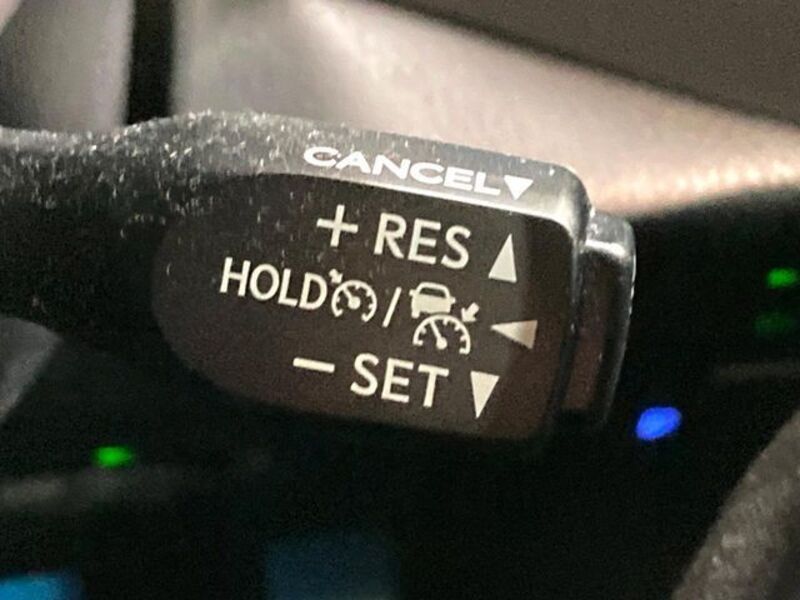 CANCEL▼
+ RES ▲
HOLD / ◀
− SET ▼